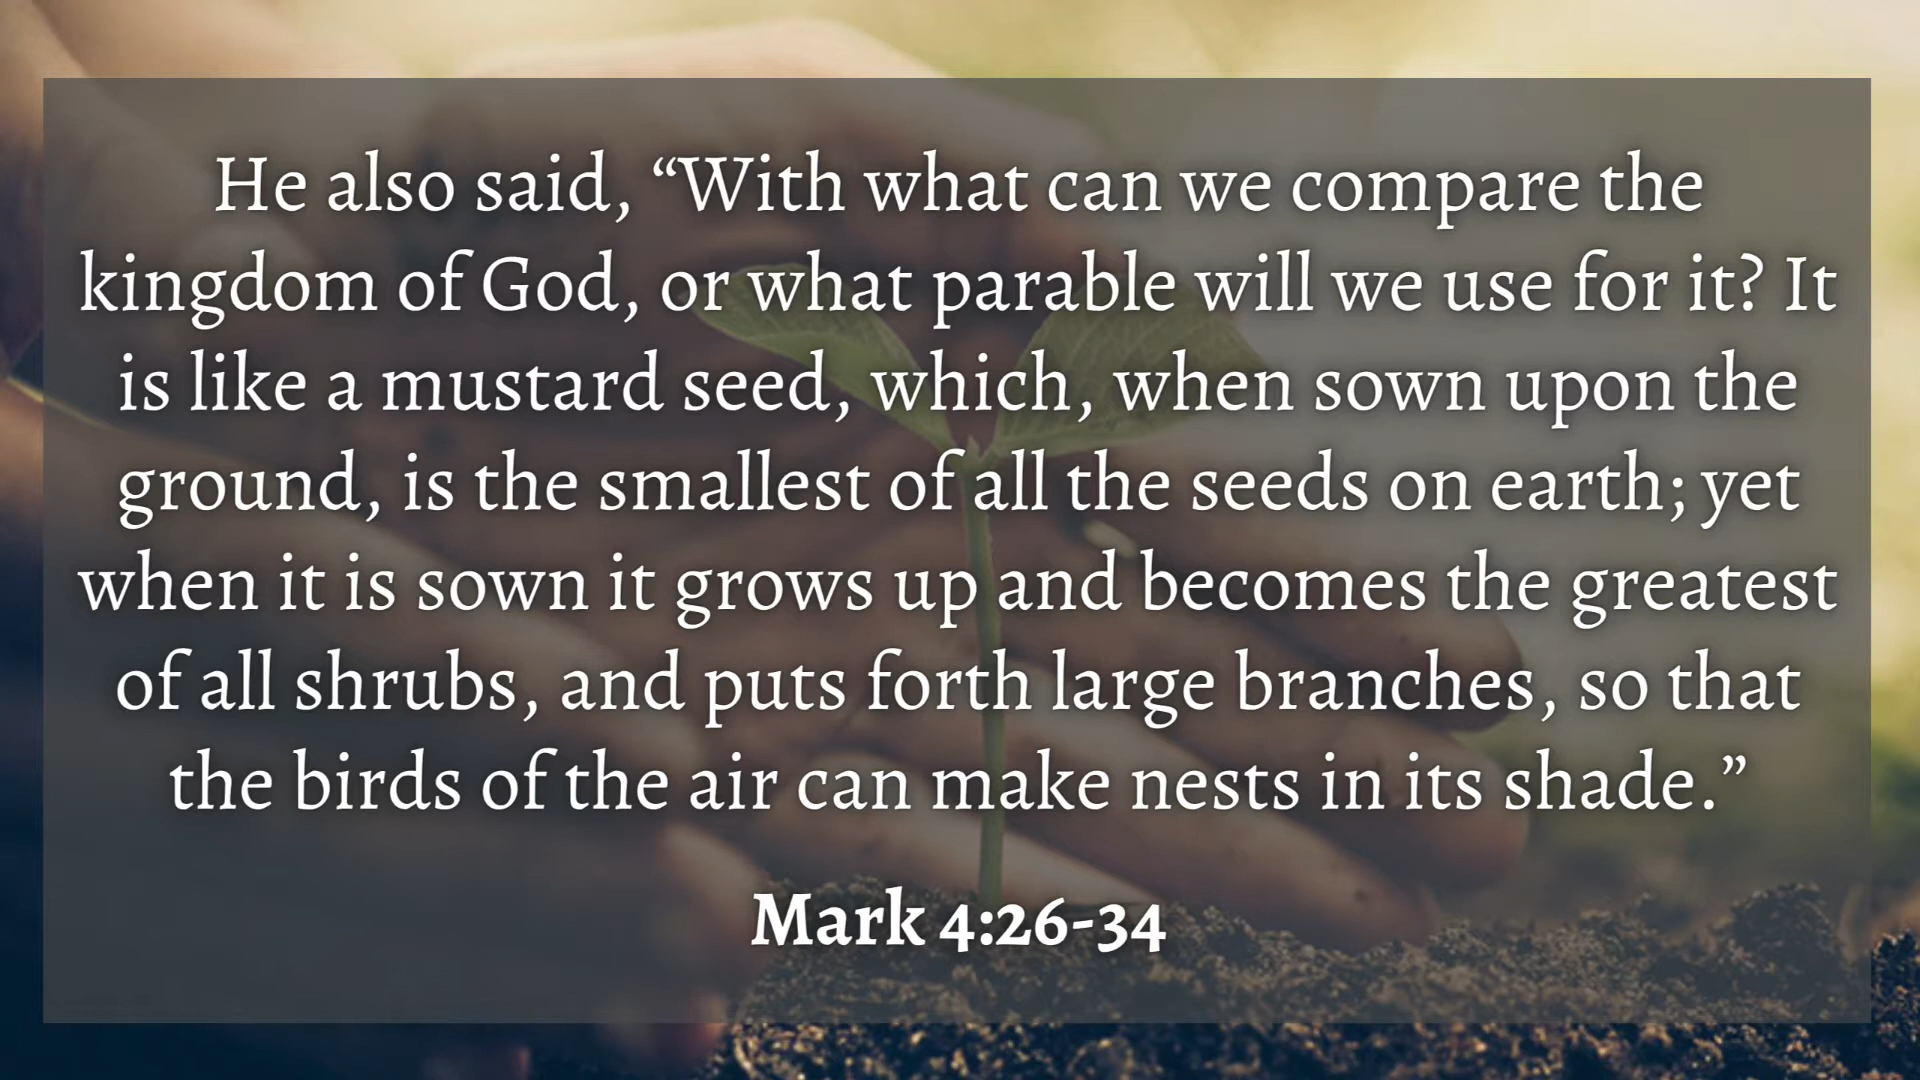 He also said, “With what can we compare the
kingdom of God, or what parable will we use for it? It
is like a mustard seed, which, when sown upon the
ground, is the smallest of all the seeds on earth; yet
when it is sown it grows up and becomes the greatest
of all shrubs, and puts forth large branches, so that
the birds of the air can make nests in its shade.”
Mark 4:26-34